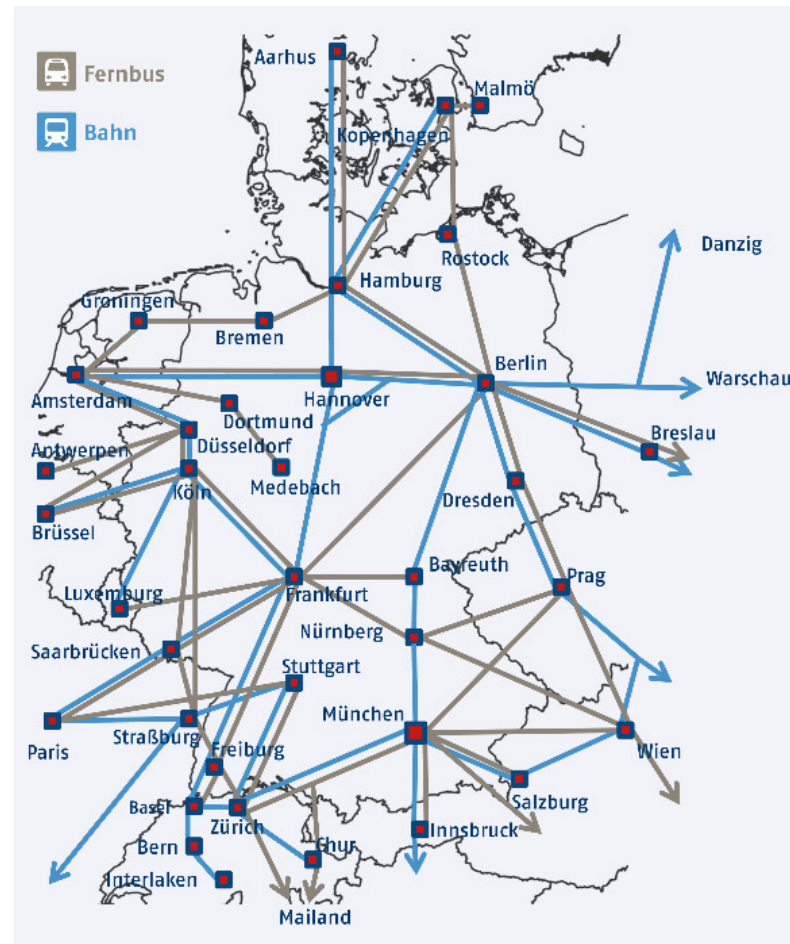 Aarhus
Fernbus
Malmö
Bahn
Kopenhagen
Danzig
Rostock
Hamburg
Groningen
Bremen
Berlin
Warschau
Amsterdam
Hannover
Dortmund
Breslau
Antwerpen
Düsseldorf
Köln
Medebach
Dresden
Brüssel
Bayreuth
Prag
Luxemburg
Frankfurt
Nürnberg
Saarbrücken
Stuttgart
München
Straßburg
Paris
Freiburg
Wien
Salzburg
Basel
Zürich
Innsbruck
Bern
Chur
Interlaken
Mailand